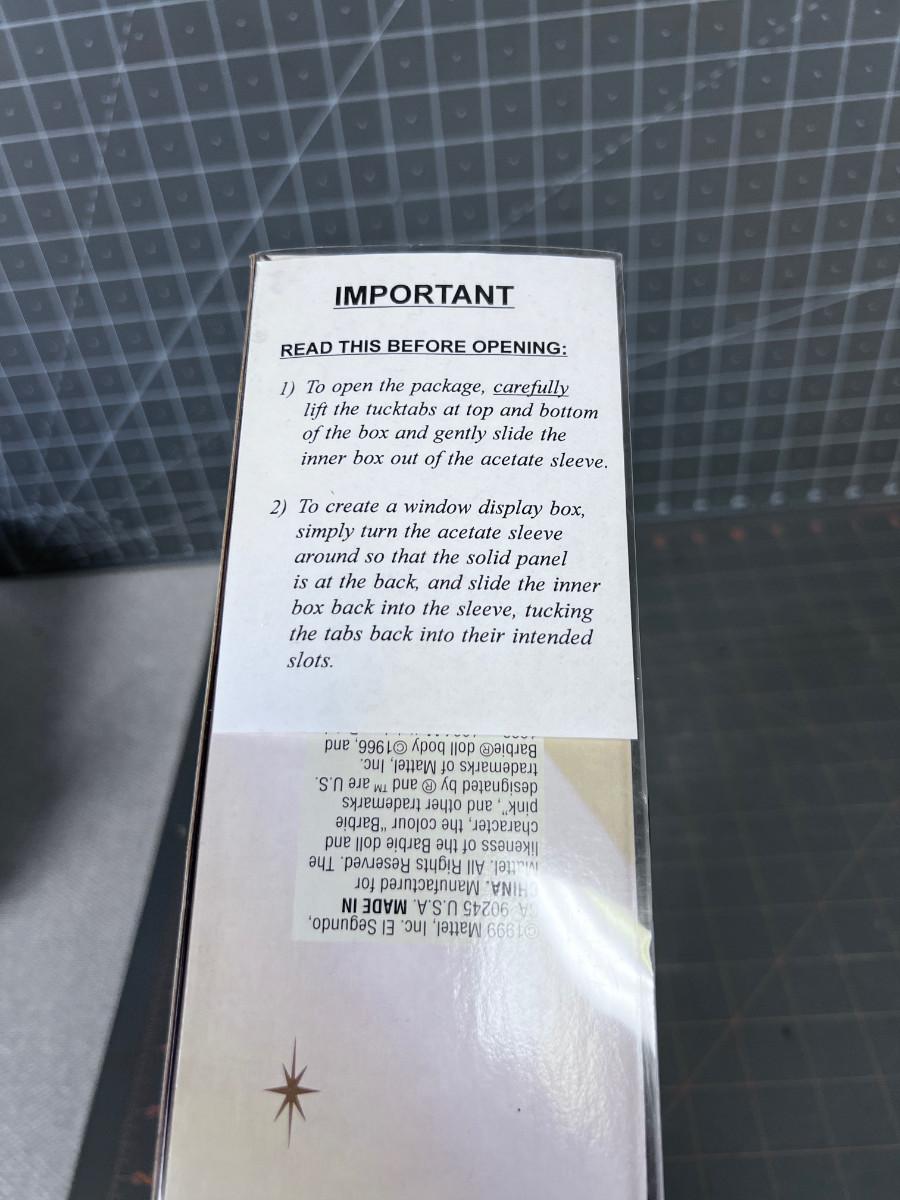 IMPORTANT
READ THIS BEFORE OPENING:
1) To open the package, carefully
lift the tucktabs at top and bottom
of the box and gently slide the
inner box out of the acetate sleeve.
2) To create a window display box,
simply turn the acetate sleeve
around so that the solid panel
is at the back, and slide the inner
box back into the sleeve, tucking
the tabs back into their intended
slots.
©1999 Mattel, Inc. El Segundo,
CA 90245 U.S.A. MADE IN
CHINA. Manufactured for
Mattel. All Rights Reserved. The
likeness of the Barbie doll and
character, the colour "Barbie
pink", and other trademarks
designated by ® and ™ are U.S.
trademarks of Mattel, Inc.
Barbie® doll body ©1966, and